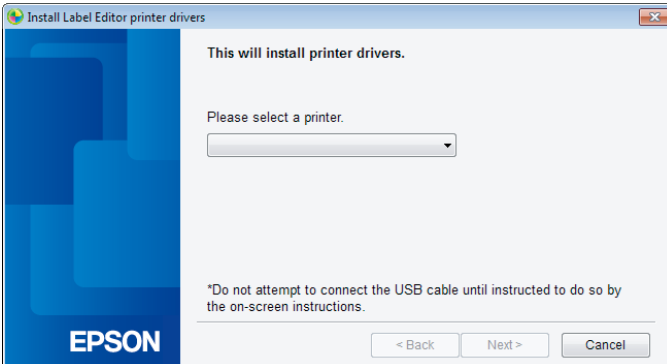 Install Label Editor printer drivers
This will install printer drivers.
Please select a printer.
*Do not attempt to connect the USB cable until instructed to do so by
the on-screen instructions.
EPSON
< Back
Next >
Cancel